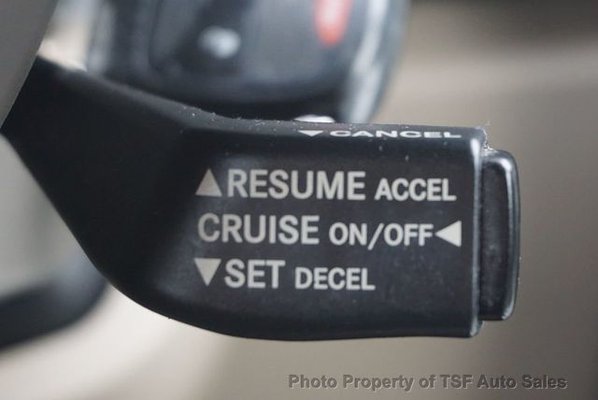 ▼ CANCEL
▲ RESUME ACCEL
CRUISE ON/OFF ◀
▼ SET DECEL
Photo Property of TSF Auto Sales